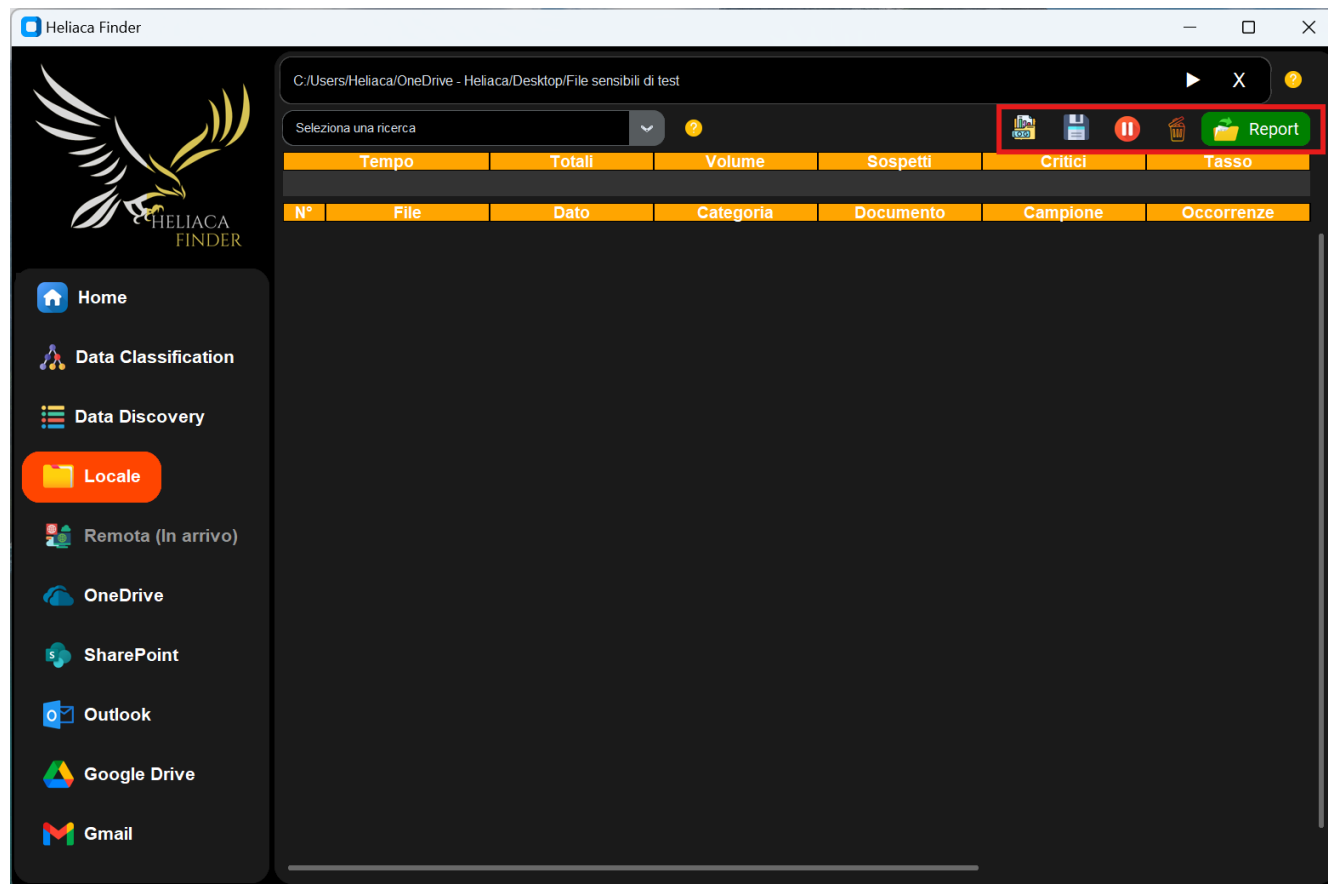 Heliaca Finder
HELIACA
FINDER
C:/Users/Heliaca/OneDrive - Heliaca/Desktop/File sensibili di test
X
?
Seleziona una ricerca
?
LOG
Report
Tempo Totali Volume Sospetti Critici Tasso
N° File Dato Categoria Documento Campione Occorrenze
Home
Data Classification
Data Discovery
Locale
Remota (In arrivo)
OneDrive
SharePoint
Outlook
Google Drive
Gmail